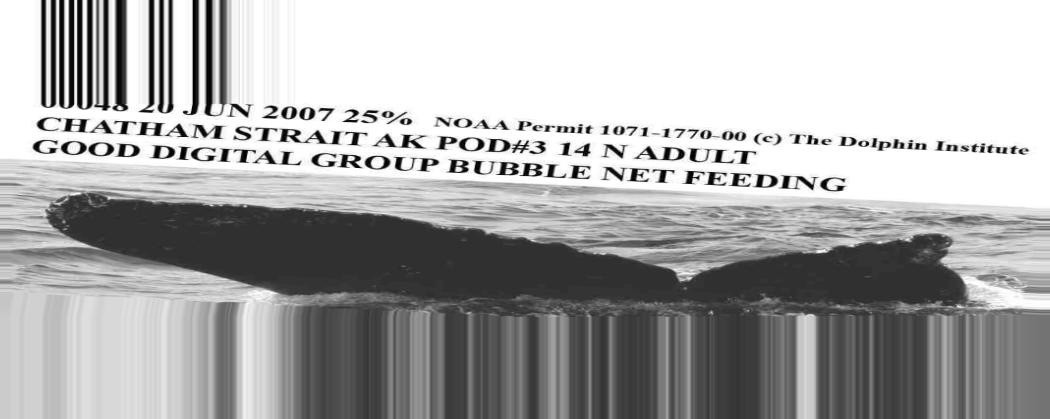 00048 20 JUN 2007 25% NOAA Permit 1071-1770-00 (c) The Dolphin Institute
CHATHAM STRAIT AK POD#3 14 N ADULT
GOOD DIGITAL GROUP BUBBLE NET FEEDING